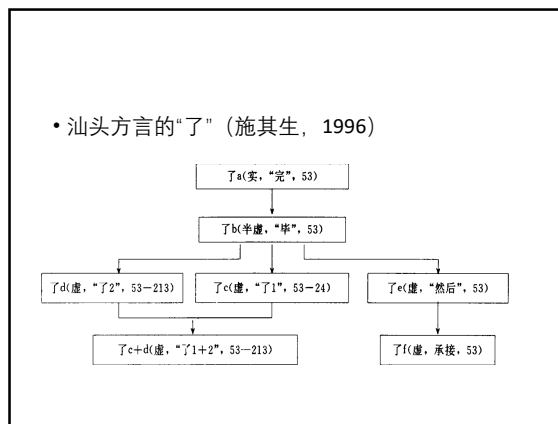 • 汕头方言的“了”（施其生，1996）
了a(实，“完”，53)
了b(半虚，“毕”，53)
了d(虚，“了2”，53—213)
了c(虚，“了1”，53—24)
了e(虚，“然后”，53)
了c+d(虚，“了1+2”，53—213)
了f(虚，承接，53)